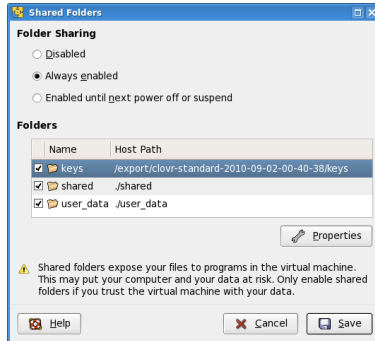 Shared Folders
Folder Sharing
Disabled
Always enabled
Enabled until next power off or suspend
Folders
Name Host Path
keys /export/clovr-standard-2010-09-02-00-40-38/keys
shared ./shared
user_data ./user_data
Properties
Shared folders expose your files to programs in the virtual machine.
This may put your computer and your data at risk. Only enable shared
folders if you trust the virtual machine with your data.
Help Cancel Save